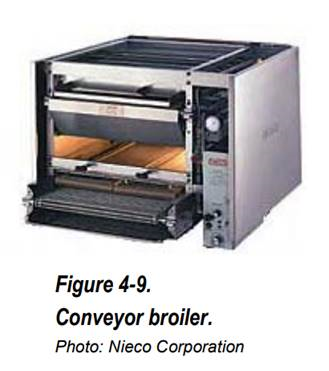 Figure 4-9.
Conveyor broiler.
Photo: Nieco Corporation